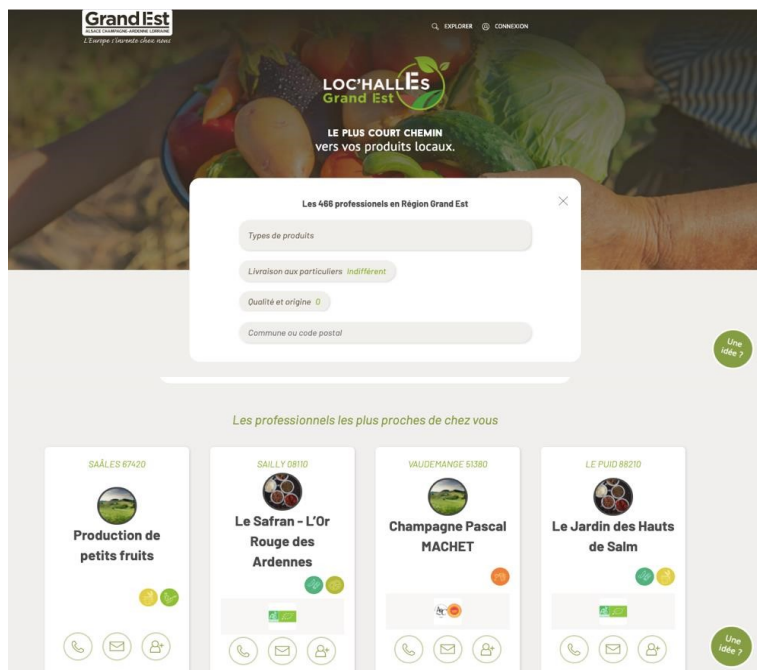 Grand Est
ALSACE CHAMPAGNE-ARDENNE LORRAINE
L'Europe s'invente chez nous
EXPLORER
CONNEXION
LOC'HALLES
Grand Est
LE PLUS COURT CHEMIN
vers vos produits locaux.
Les 466 professionels en Région Grand Est
Types de produits
Livraison aux particuliers Indifférent
Qualité et origine 0
Commune ou code postal
Une
idée ?
Les professionnels les plus proches de chez vous
SAÂLES 67420
Production de
petits fruits
SAILLY 08110
Le Safran - L'Or
Rouge des
Ardennes
AB
VAUDEMANGE 51380
Champagne Pascal
MACHET
LE PUID 88210
Le Jardin des Hauts
de Salm
AB
Une
idée ?